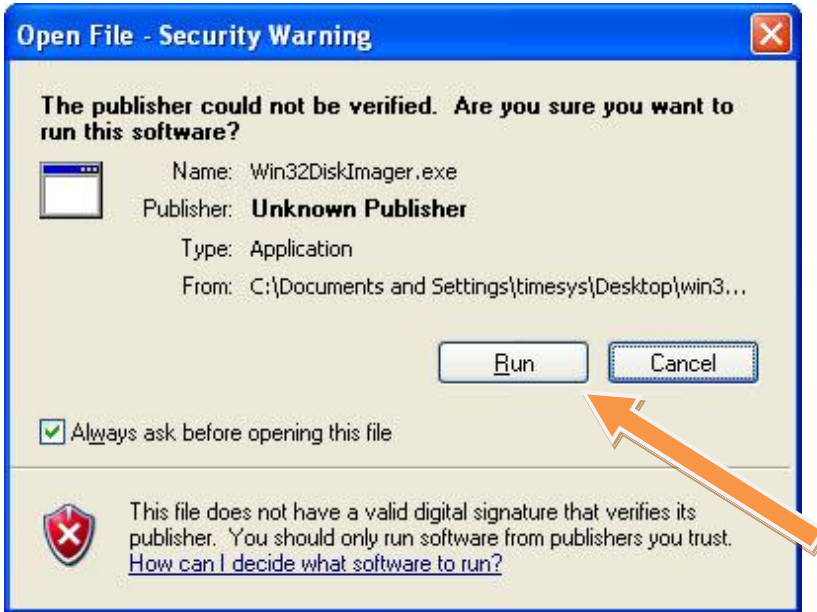 Open File - Security Warning
The publisher could not be verified. Are you sure you want to
run this software?
Name: Win32DiskImager.exe
Publisher: Unknown Publisher
Type: Application
From: C:\Documents and Settings\timesys\Desktop\win3...
Run Cancel
Always ask before opening this file
This file does not have a valid digital signature that verifies its
publisher. You should only run software from publishers you trust.
How can I decide what software to run?